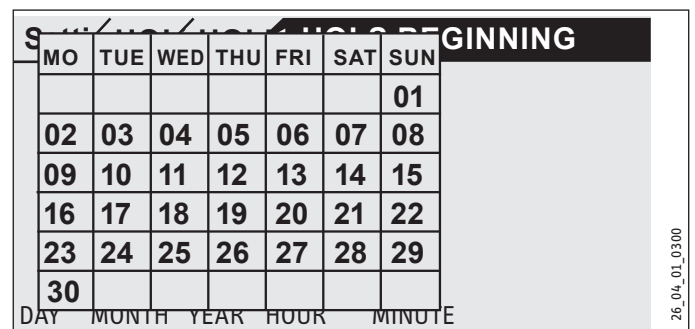 GINNING
MO TUE WED THU FRI SAT SUN
01
02 03 04 05 06 07 08
09 10 11 12 13 14 15
16 17 18 19 20 21 22
23 24 25 26 27 28 29
30
DAY MONTH YEAR HOUR MINUTE
26_04_01_0300